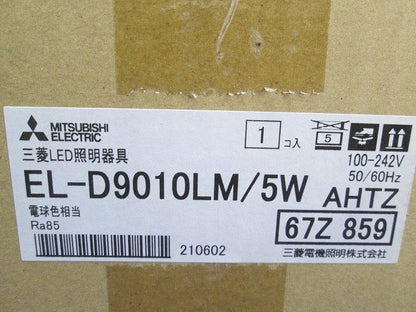 MITSUBISHI
ELECTRIC
1 コ入
5
三菱LED照明器具
100-242V
50/60Hz
EL-D9010LM/5W AHTZ
電球色相当
Ra85
67Z 859
210602
三菱電機照明株式会社